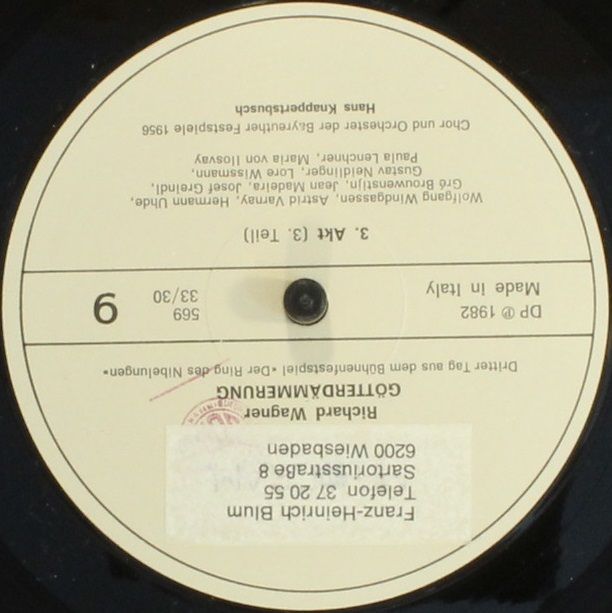 Franz-Heinrich Blum
Telefon 37 20 55
Sartoriusstraße 8
6200 Wiesbaden
Richard Wagner
GÖTTERDÄMMERUNG
Dritter Tag aus dem Bühnenfestspiel »Der Ring des Nibelungen«
DP ℗ 1982
Made in Italy
569
33/30
9
3. Akt (3. Teil)
Wolfgang Windgassen, Astrid Varnay, Hermann Uhde,
Gré Brouwenstijn, Jean Madeira, Josef Greindl,
Gustav Neidlinger, Lore Wissmann,
Paula Lenchner, Maria von Ilosvay
Chor und Orchester der Bayreuther Festspiele 1956
Hans Knappertsbusch